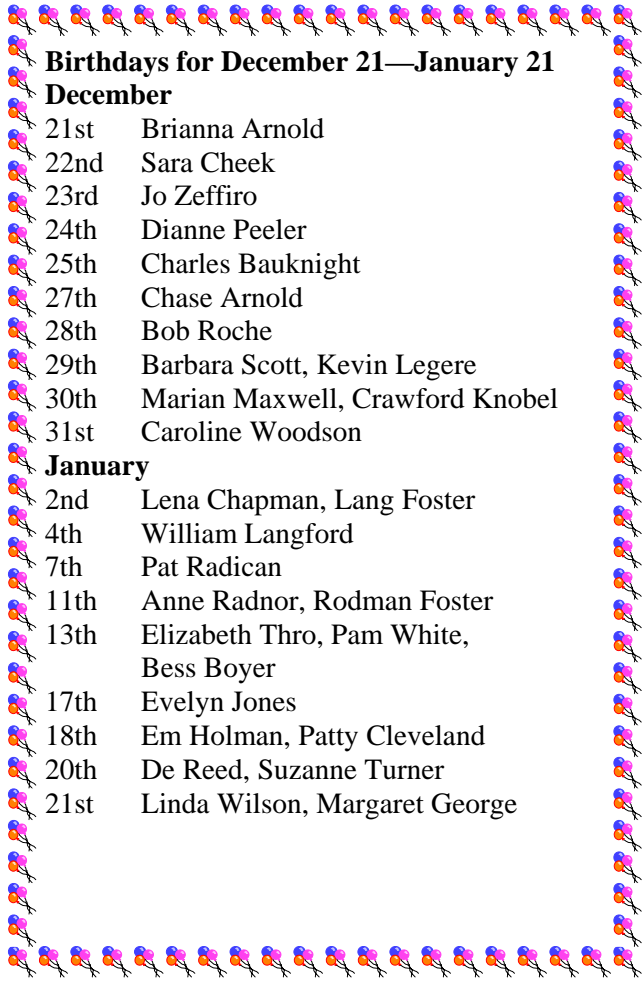 Birthdays for December 21—January 21
December
21st Brianna Arnold
22nd Sara Cheek
23rd Jo Zeffiro
24th Dianne Peeler
25th Charles Bauknight
27th Chase Arnold
28th Bob Roche
29th Barbara Scott, Kevin Legere
30th Marian Maxwell, Crawford Knobel
31st Caroline Woodson
January
2nd Lena Chapman, Lang Foster
4th William Langford
7th Pat Radican
11th Anne Radnor, Rodman Foster
13th Elizabeth Thro, Pam White,
Bess Boyer
17th Evelyn Jones
18th Em Holman, Patty Cleveland
20th De Reed, Suzanne Turner
21st Linda Wilson, Margaret George